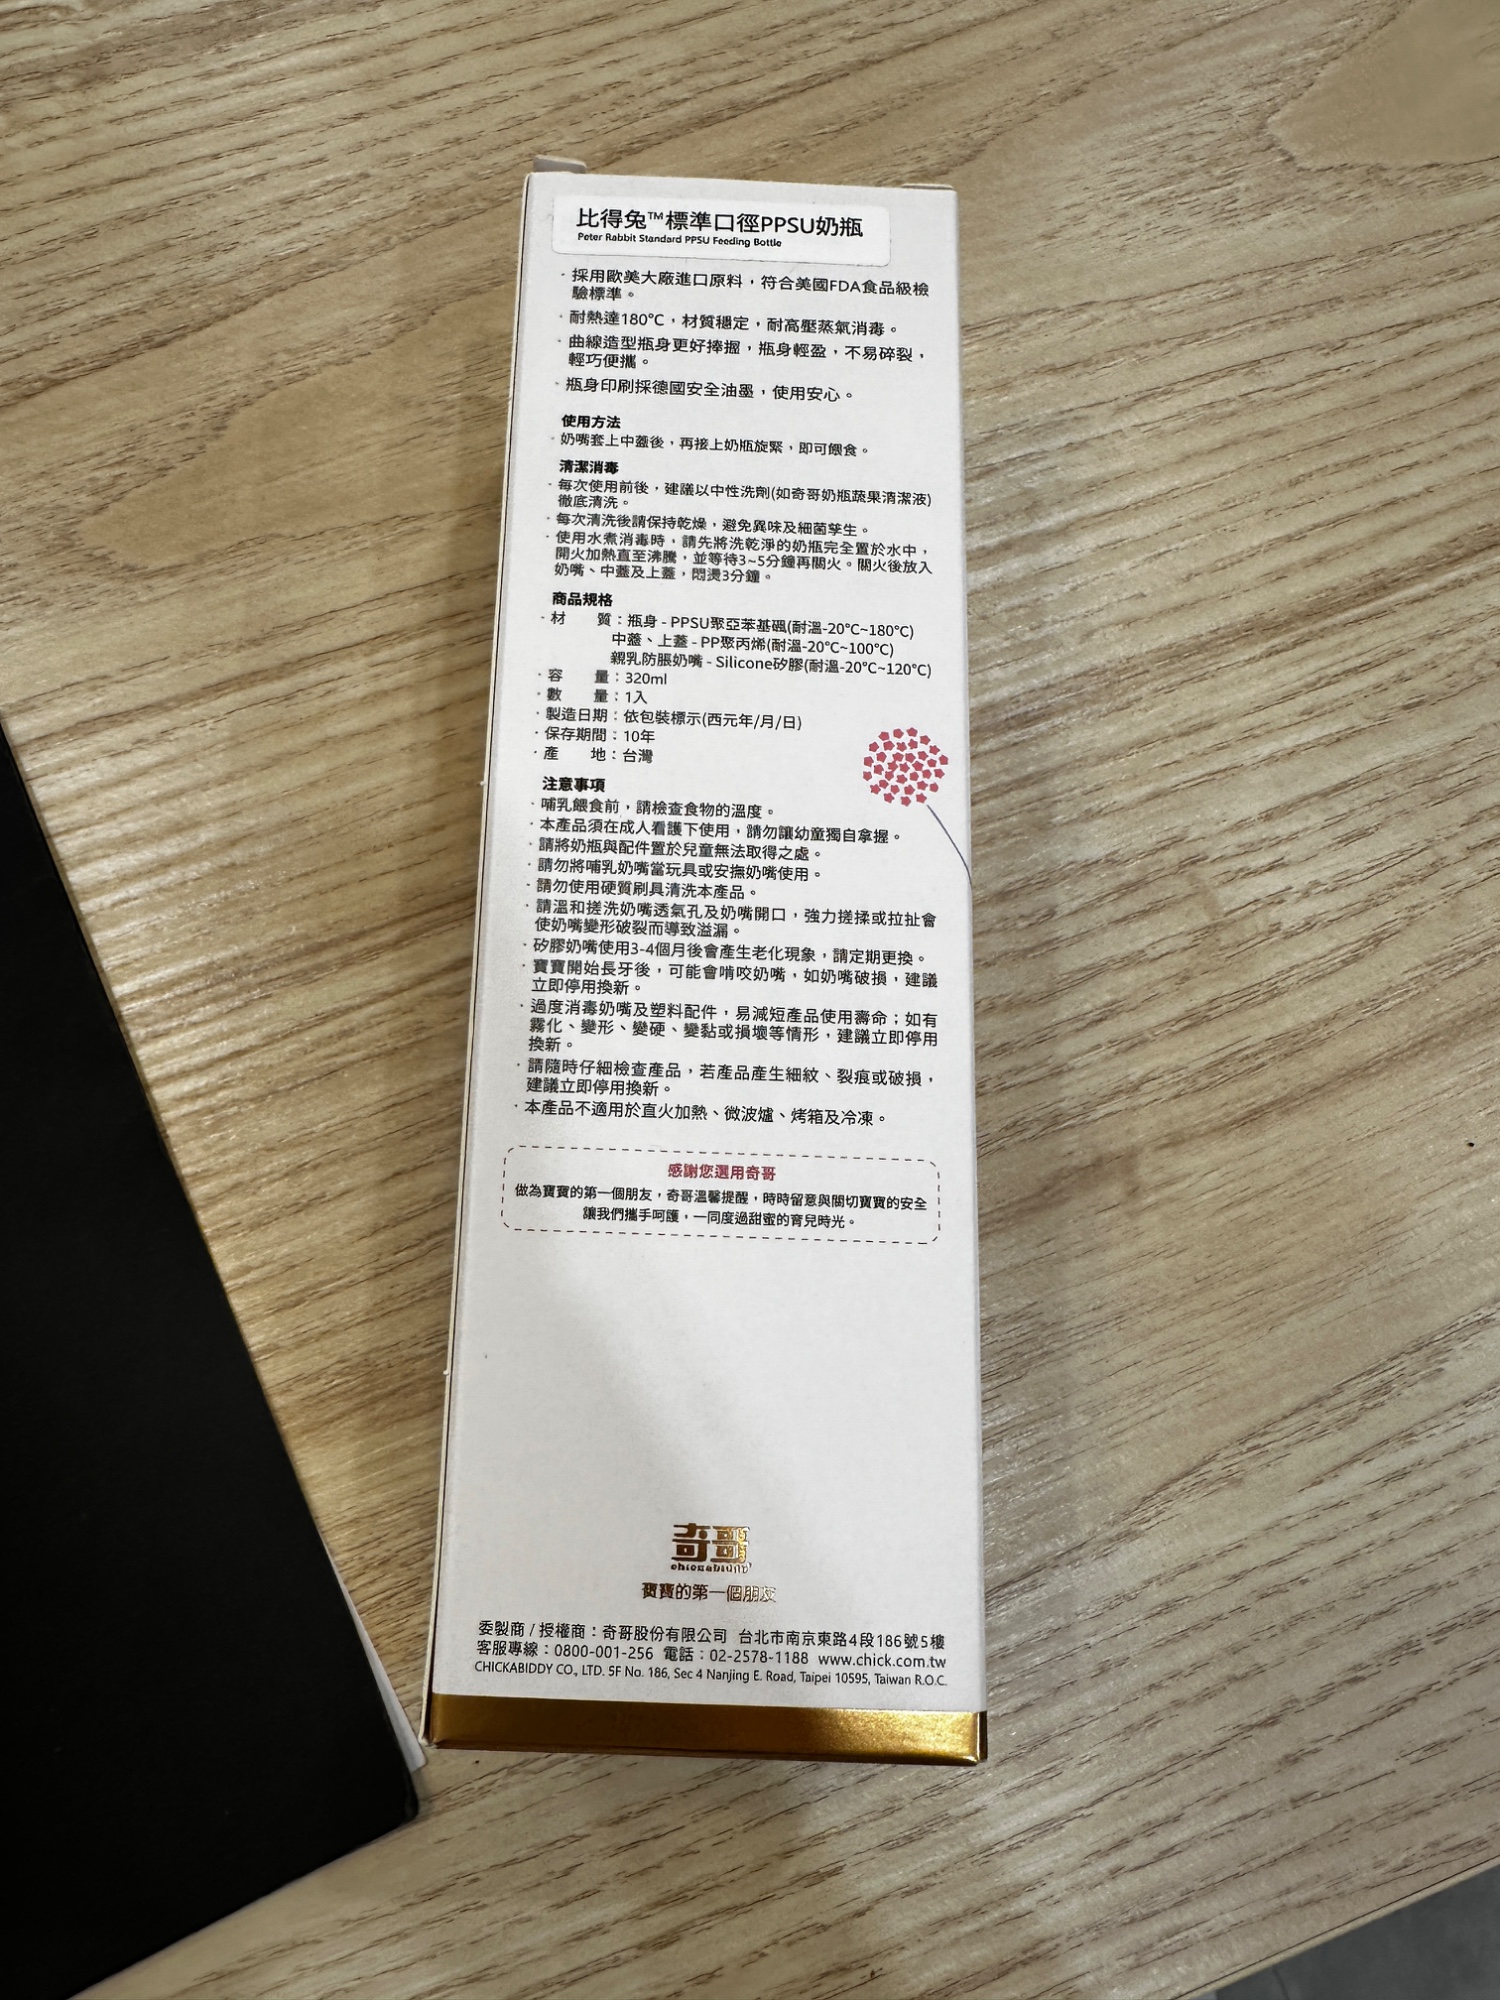 比得兔™標準口徑PPSU奶瓶
Peter Rabbit Standard PPSU Feeding Bottle
· 採用歐美大廠進口原料，符合美國FDA食品級檢
驗標準。
· 耐熱達180°C，材質穩定，耐高壓蒸氣消毒。
· 曲線造型瓶身更好捧握，瓶身輕盈，不易碎裂，
輕巧便攜。
· 瓶身印刷採德國安全油墨，使用安心。
使用方法
· 奶嘴套上中蓋後，再接上奶瓶旋緊，即可餵食。
清潔消毒
· 每次使用前後，建議以中性洗劑(如奇哥奶瓶蔬果清潔液)
徹底清洗。
· 每次清洗後請保持乾燥，避免異味及細菌孳生。
· 使用水煮消毒時，請先將洗乾淨的奶瓶完全置於水中，
開火加熱直至沸騰，並等待3~5分鐘再關火。關火後放入
奶嘴、中蓋及上蓋，悶燙3分鐘。
商品規格
· 材 質：瓶身 - PPSU聚亞苯基碸(耐溫-20°C~180°C)
中蓋、上蓋 - PP聚丙烯(耐溫-20°C~100°C)
親乳防脹奶嘴 - Silicone矽膠(耐溫-20°C~120°C)
· 容 量：320ml
· 數 量：1入
· 製造日期：依包裝標示(西元年/月/日)
· 保存期間：10年
· 產 地：台灣
注意事項
· 哺乳餵食前，請檢查食物的溫度。
· 本產品須在成人看護下使用，請勿讓幼童獨自拿握。
· 請將奶瓶與配件置於兒童無法取得之處。
· 請勿將哺乳奶嘴當玩具或安撫奶嘴使用。
· 請勿使用硬質刷具清洗本產品。
· 請溫和搓洗奶嘴透氣孔及奶嘴開口，強力搓揉或拉扯會
使奶嘴變形破裂而導致溢漏。
· 矽膠奶嘴使用3-4個月後會產生老化現象，請定期更換。
· 寶寶開始長牙後，可能會啃咬奶嘴，如奶嘴破損，建議
立即停用換新。
· 過度消毒奶嘴及塑料配件，易減短產品使用壽命；如有
霧化、變形、變硬、變黏或損壞等情形，建議立即停用
換新。
· 請隨時仔細檢查產品，若產品產生細紋、裂痕或破損，
建議立即停用換新。
· 本產品不適用於直火加熱、微波爐、烤箱及冷凍。
感謝您選用奇哥
做為寶寶的第一個朋友，奇哥溫馨提醒，時時留意與關切寶寶的安全
讓我們攜手呵護，一同度過甜蜜的育兒時光。
奇哥
chickabiddy
寶寶的第一個朋友
委製商 / 授權商：奇哥股份有限公司 台北市南京東路4段186號5樓
客服專線：0800-001-256 電話：02-2578-1188 www.chick.com.tw
CHICKABIDDY CO., LTD. 5F No. 186, Sec 4 Nanjing E. Road, Taipei 10595, Taiwan R.O.C.